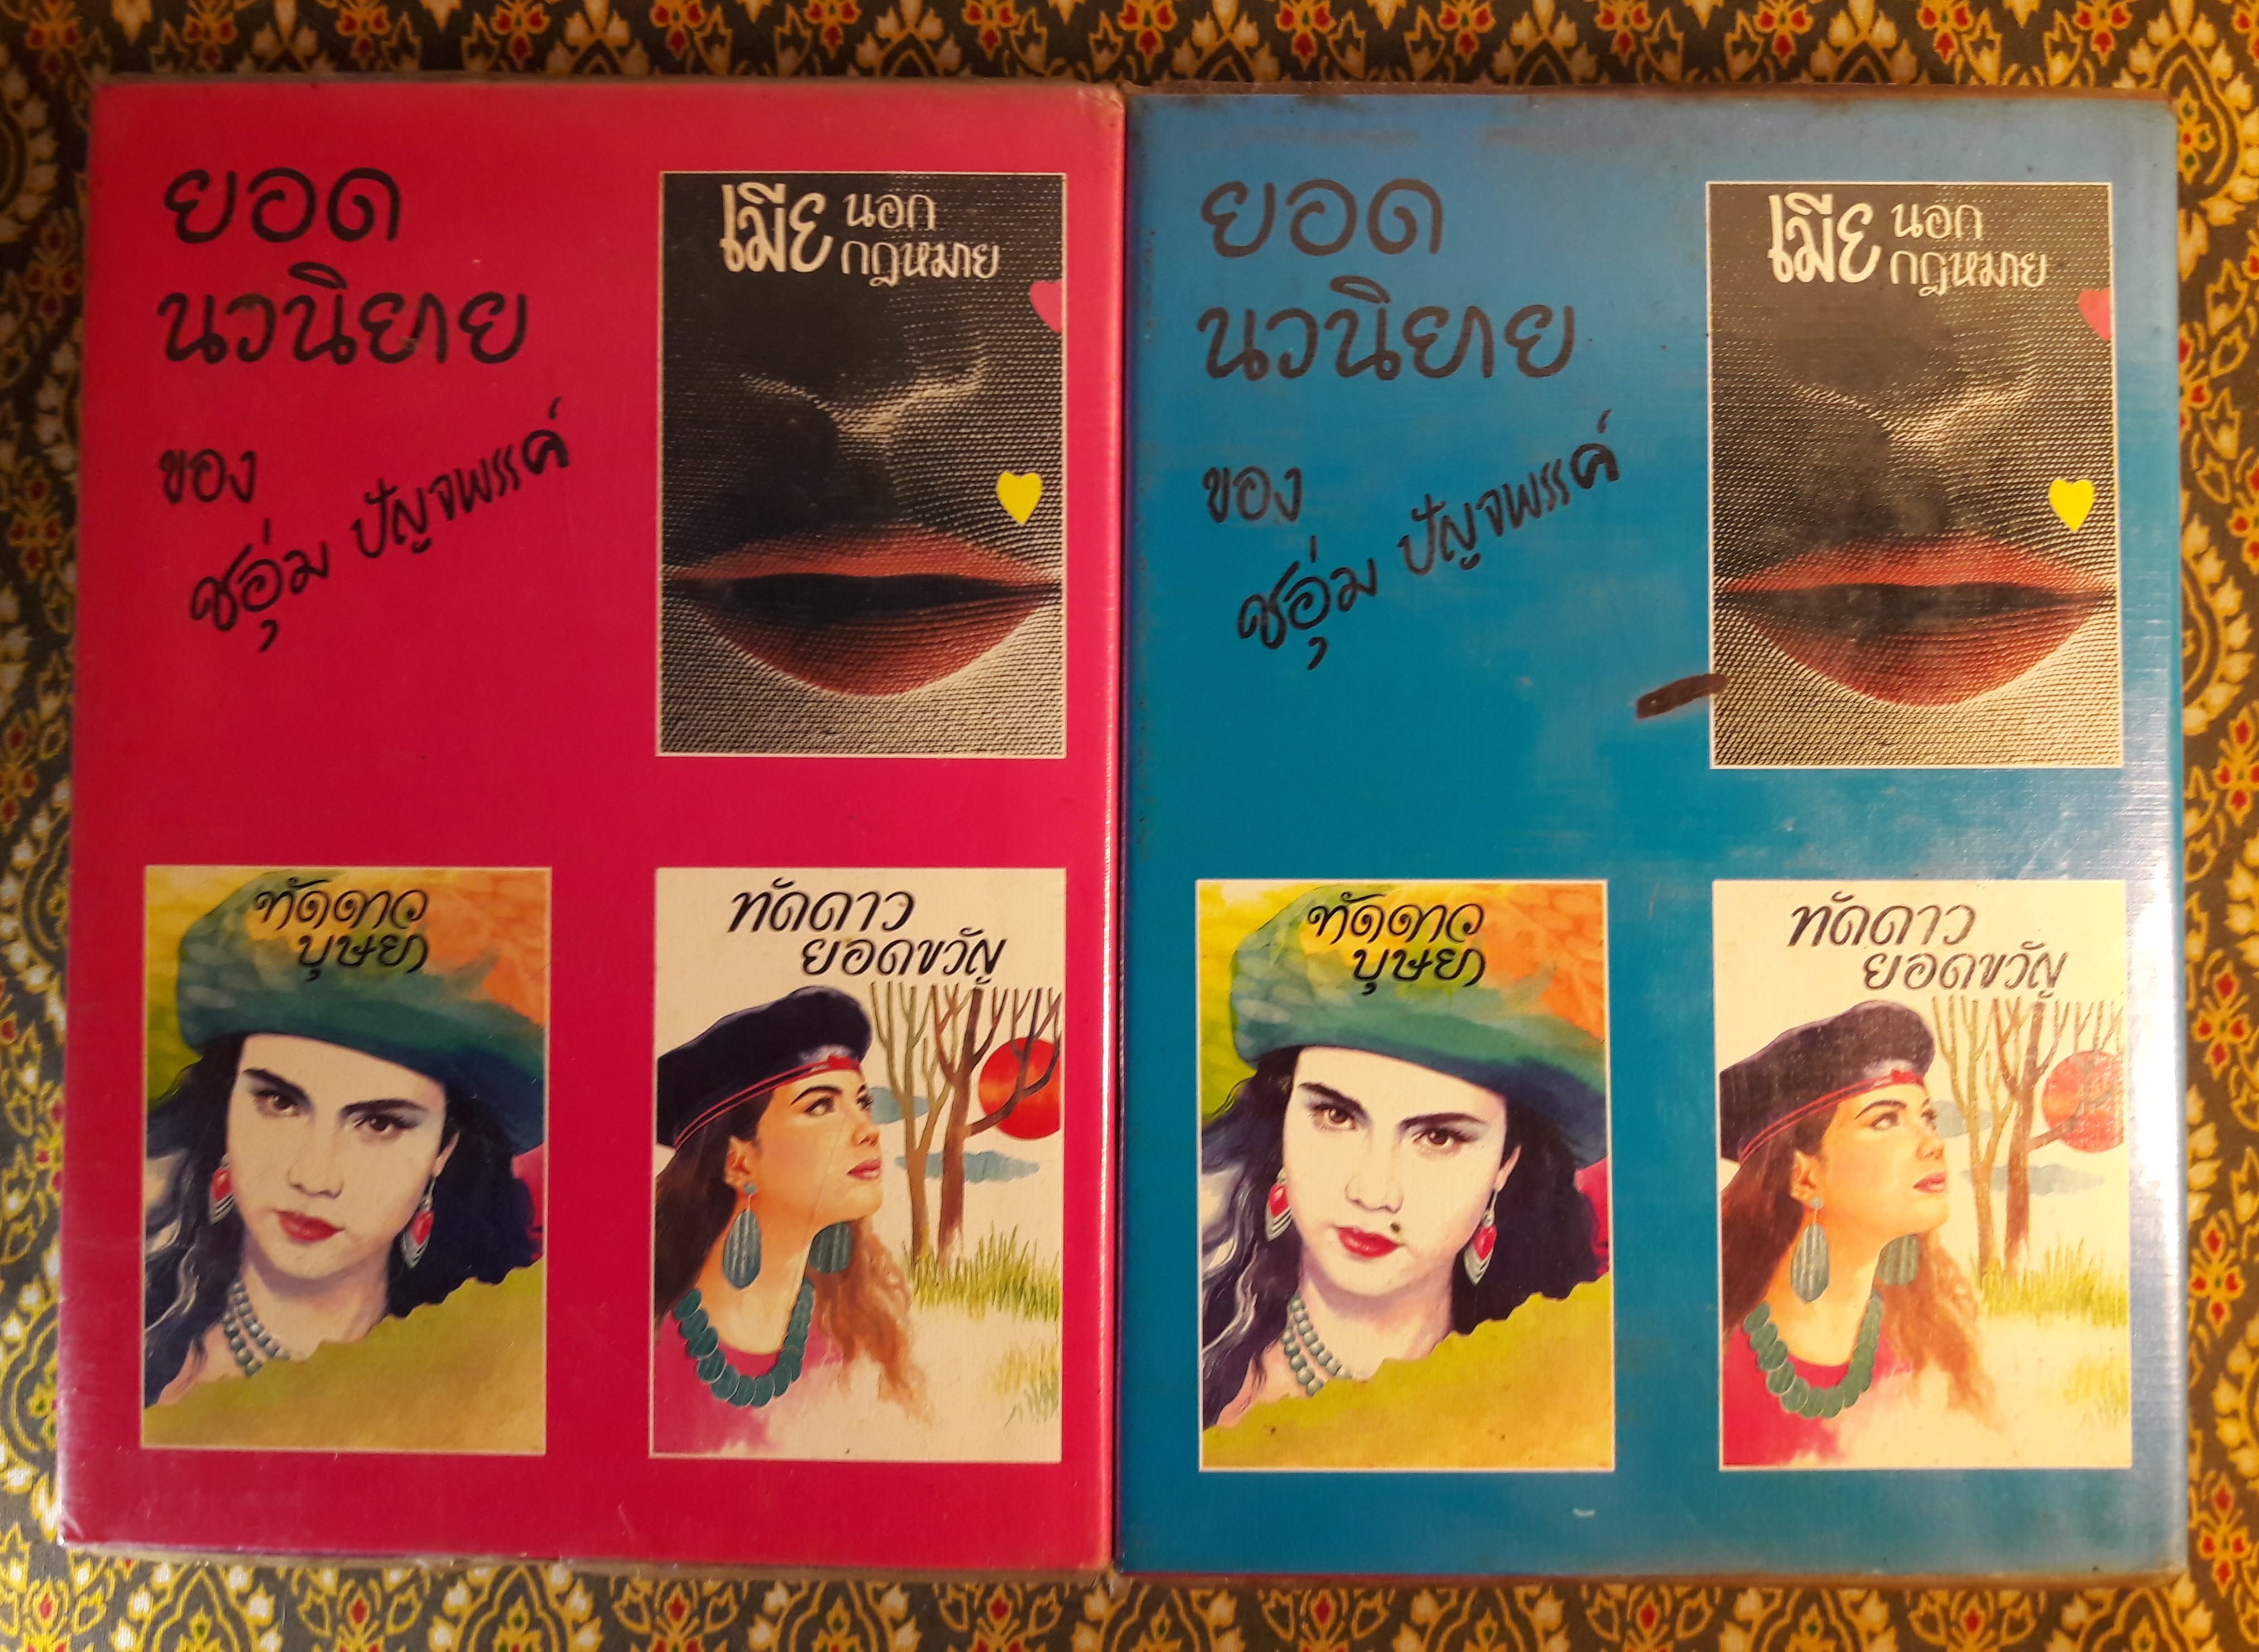 ยอด
นวนิยาย
ของ
ชอุ่ม ปัญจพรรค์
เมียนอก
กฎหมาย
ทัดดาว
บุษยา
ทัดดาว
ยอดขวัญ
ยอด
นวนิยาย
ของ
ชอุ่ม ปัญจพรรค์
เมียนอก
กฎหมาย
ทัดดาว
บุษยา
ทัดดาว
ยอดขวัญ